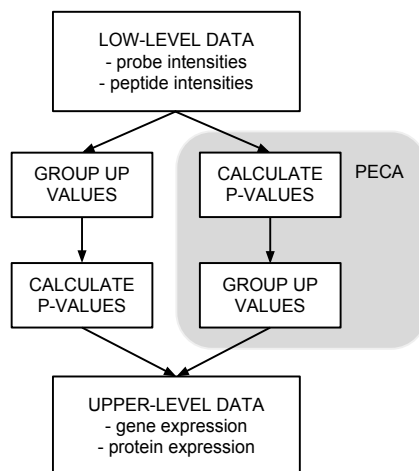 LOW-LEVEL DATA
- probe intensities
- peptide intensities
GROUP UP
VALUES
CALCULATE
P-VALUES
PECA
CALCULATE
P-VALUES
GROUP UP
VALUES
UPPER-LEVEL DATA
- gene expression
- protein expression